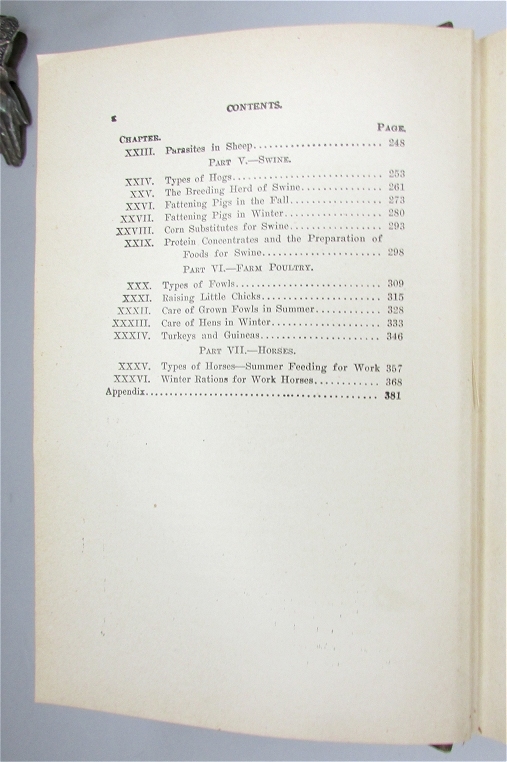 x
CONTENTS.
CHAPTER. PAGE.
XXIII. Parasites in Sheep........................ 248
PART V.—SWINE.
XXIV. Types of Hogs............................ 253
XXV. The Breeding Herd of Swine............... 261
XXVI. Fattening Pigs in the Fall................ 273
XXVII. Fattening Pigs in Winter.................. 280
XXVIII. Corn Substitutes for Swine................. 293
XXIX. Protein Concentrates and the Preparation of
Foods for Swine....................... 298
PART VI.—FARM POULTRY.
XXX. Types of Fowls........................... 309
XXXI. Raising Little Chicks...................... 315
XXXII. Care of Grown Fowls in Summer............ 328
XXXIII. Care of Hens in Winter.................... 333
XXXIV. Turkeys and Guineas...................... 346
PART VII.—HORSES.
XXXV. Types of Horses—Summer Feeding for Work 357
XXXVI. Winter Rations for Work Horses............ 368
Appendix........................................... 381